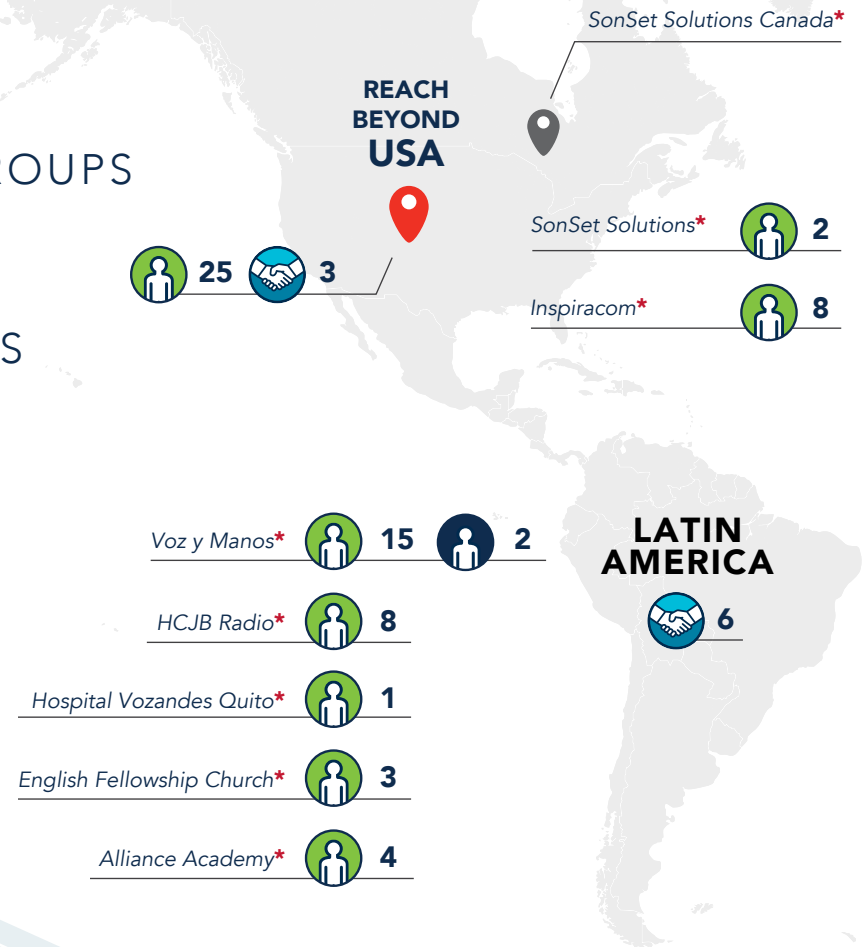 SonSet Solutions Canada*
REACH
BEYOND
USA
OUPS
SonSet Solutions* 2
25 3
Inspiracom* 8
S
Voz y Manos* 15 2
LATIN
AMERICA
6
HCJB Radio* 8
Hospital Vozandes Quito* 1
English Fellowship Church* 3
Alliance Academy* 4